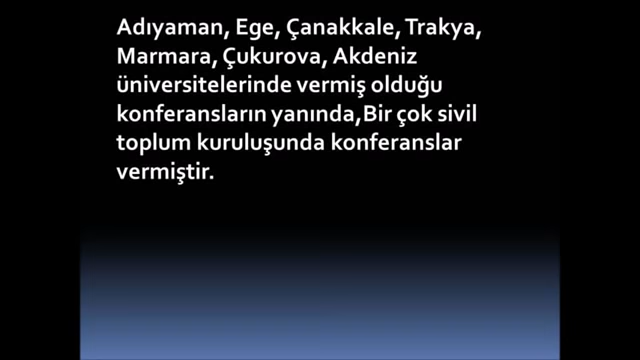 Adıyaman, Ege, Çanakkale, Trakya,
Marmara, Çukurova, Akdeniz
üniversitelerinde vermiş olduğu
konferansların yanında,Bir çok sivil
toplum kuruluşunda konferanslar
vermiştir.